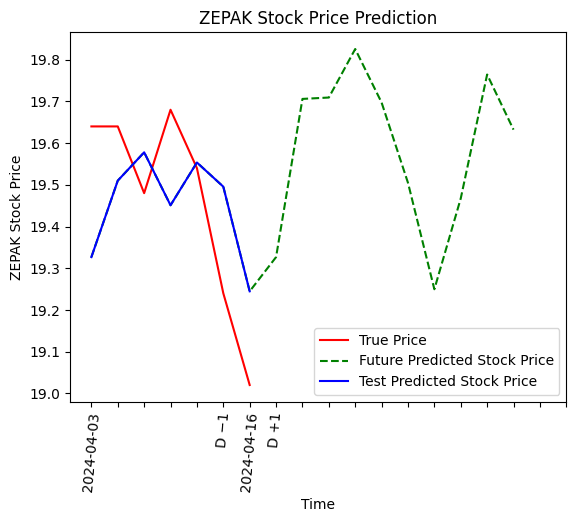 ZEPAK Stock Price Prediction
ZEPAK Stock Price
19.8
19.7
19.6
19.5
19.4
19.3
19.2
19.1
19.0
True Price
Future Predicted Stock Price
Test Predicted Stock Price
2024-04-03
D −1
2024-04-16
D +1
Time